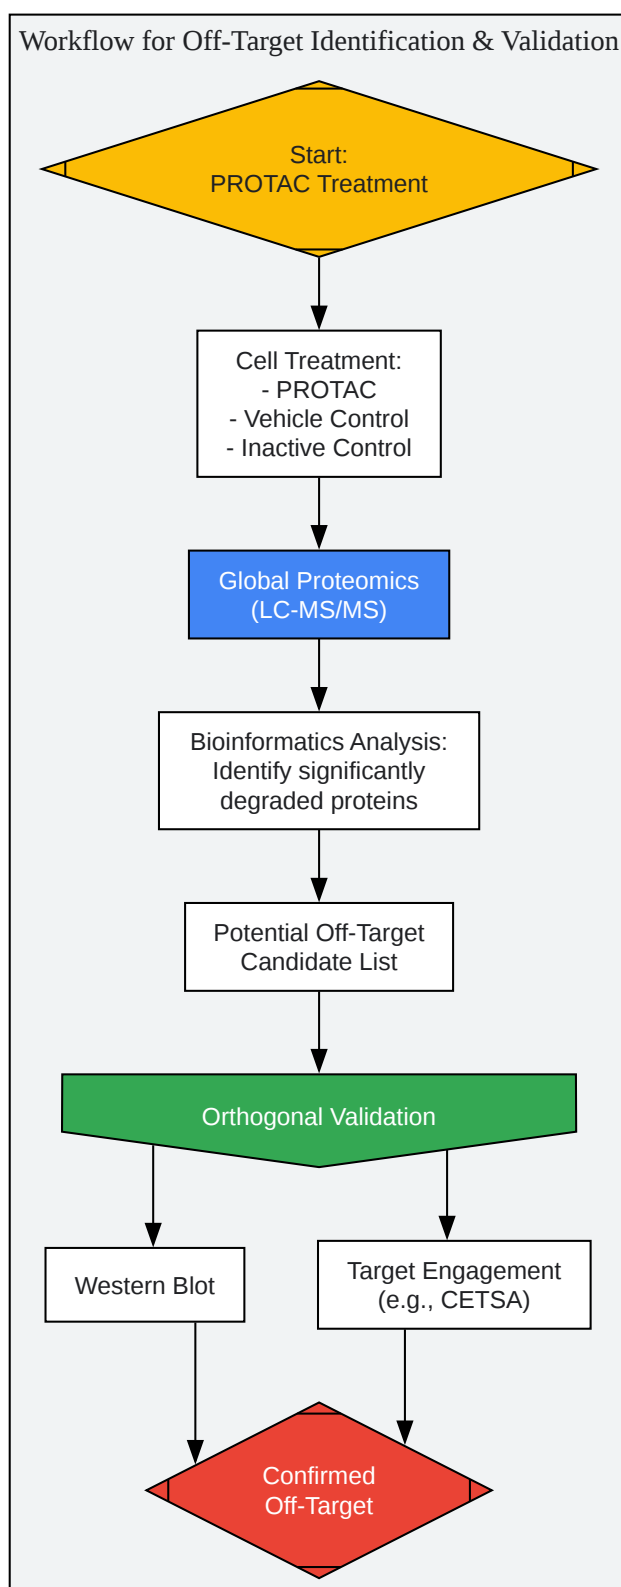 Workflow for Off-Target Identification & Validation
Start:
PROTAC Treatment
Cell Treatment:
- PROTAC
- Vehicle Control
- Inactive Control
Global Proteomics
(LC-MS/MS)
Bioinformatics Analysis:
Identify significantly
degraded proteins
Potential Off-Target
Candidate List
Orthogonal Validation
Western Blot
Target Engagement
(e.g., CETSA)
Confirmed
Off-Target